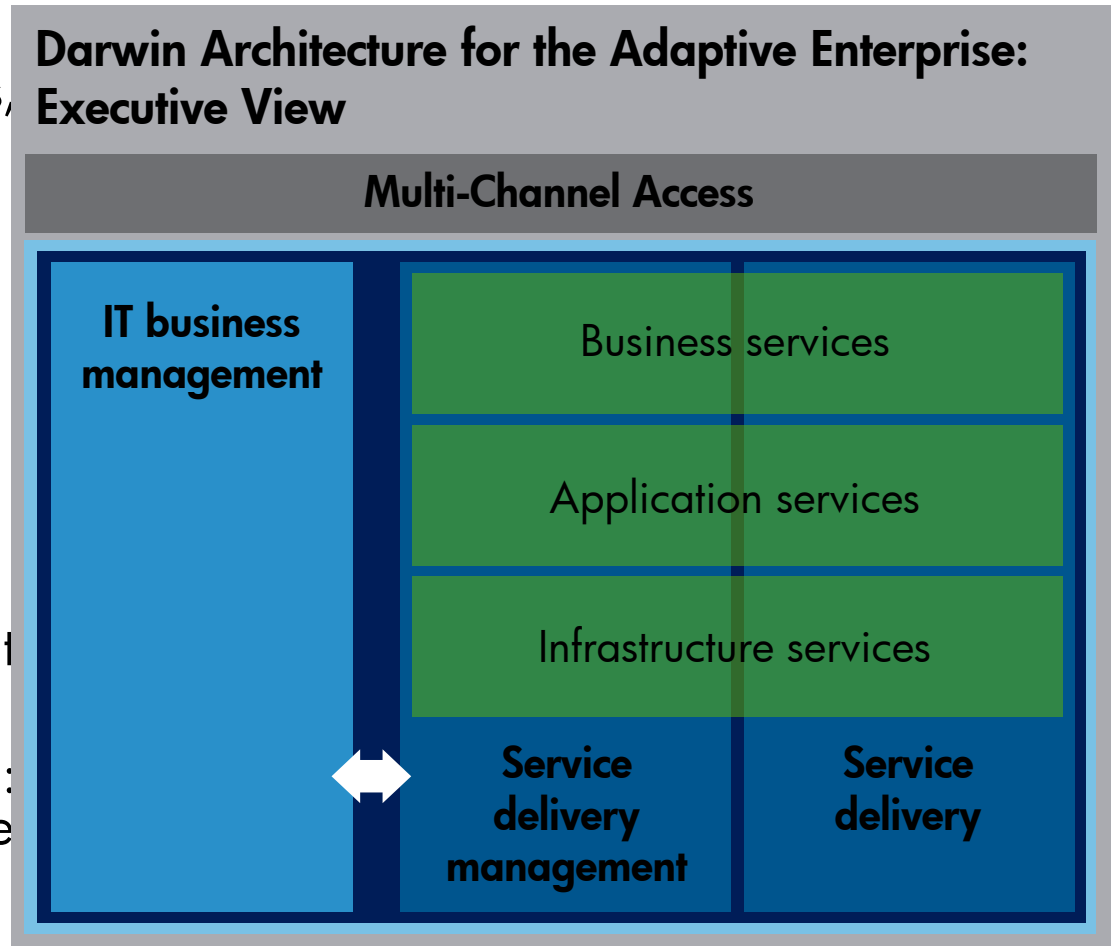 Darwin Architecture for the Adaptive Enterprise:
Executive View
Multi-Channel Access
IT business
management
Business services
Application services
Infrastructure services
Service
delivery
management
Service
delivery